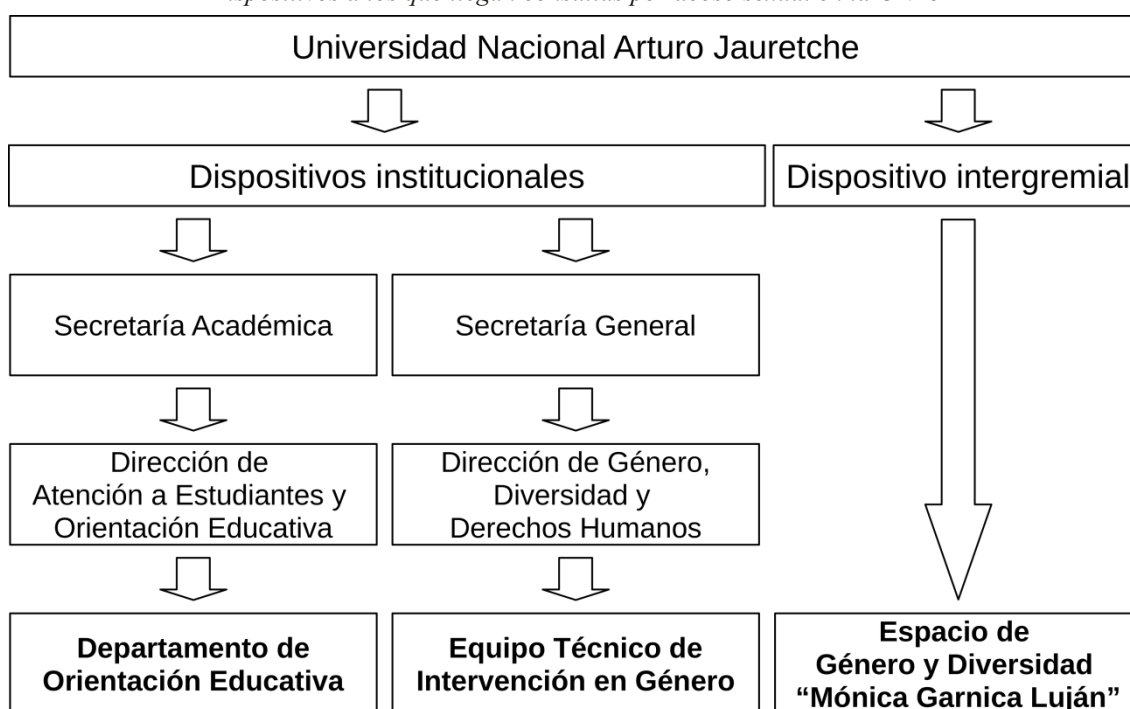 Universidad Nacional Arturo Jauretche
Dispositivos institucionales
Dispositivo intergremial
Secretaría Académica
Secretaría General
Dirección de
Atención a Estudiantes y
Orientación Educativa
Dirección de Género,
Diversidad y
Derechos Humanos
Departamento de
Orientación Educativa
Equipo Técnico de
Intervención en Género
Espacio de
Género y Diversidad
“Mónica Garnica Luján”